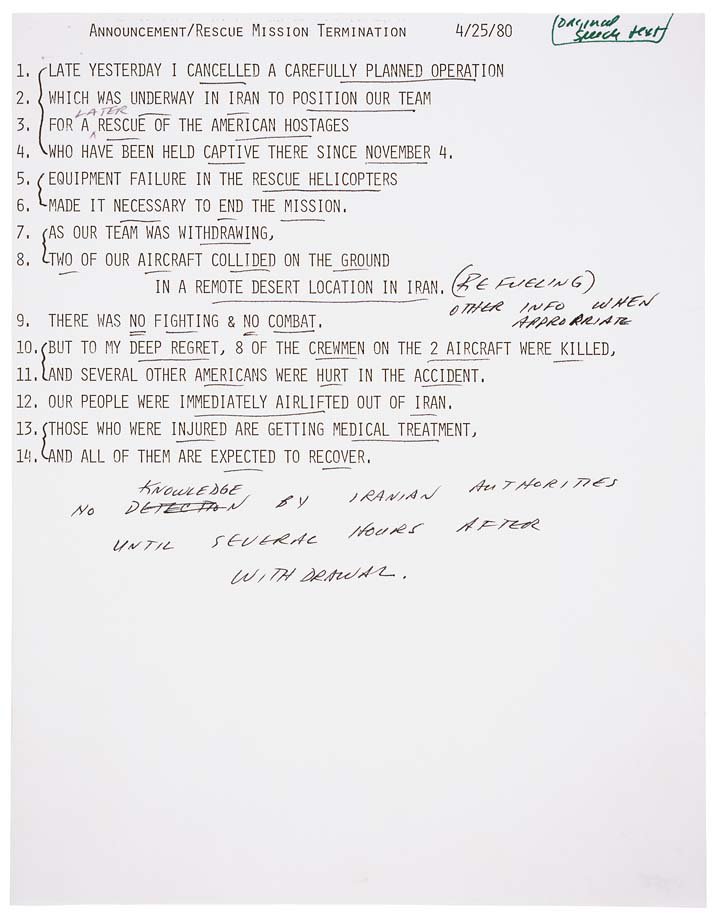 ANNOUNCEMENT/RESCUE MISSION TERMINATION 4/25/80
(original
speech text)
1. LATE YESTERDAY I CANCELLED A CAREFULLY PLANNED OPERATION
2. WHICH WAS UNDERWAY IN IRAN TO POSITION OUR TEAM
LATER
3. FOR A RESCUE OF THE AMERICAN HOSTAGES
4. WHO HAVE BEEN HELD CAPTIVE THERE SINCE NOVEMBER 4.
5. EQUIPMENT FAILURE IN THE RESCUE HELICOPTERS
6. MADE IT NECESSARY TO END THE MISSION.
7. AS OUR TEAM WAS WITHDRAWING,
8. TWO OF OUR AIRCRAFT COLLIDED ON THE GROUND
IN A REMOTE DESERT LOCATION IN IRAN. (REFUELING)
OTHER INFO WHEN
APPROPRIATE
9. THERE WAS NO FIGHTING & NO COMBAT.
10. BUT TO MY DEEP REGRET, 8 OF THE CREWMEN ON THE 2 AIRCRAFT WERE KILLED,
11. AND SEVERAL OTHER AMERICANS WERE HURT IN THE ACCIDENT.
12. OUR PEOPLE WERE IMMEDIATELY AIRLIFTED OUT OF IRAN.
13. THOSE WHO WERE INJURED ARE GETTING MEDICAL TREATMENT,
14. AND ALL OF THEM ARE EXPECTED TO RECOVER.
KNOWLEDGE
NO DETECTION BY IRANIAN AUTHORITIES
UNTIL SEVERAL HOURS AFTER
WITHDRAWAL.